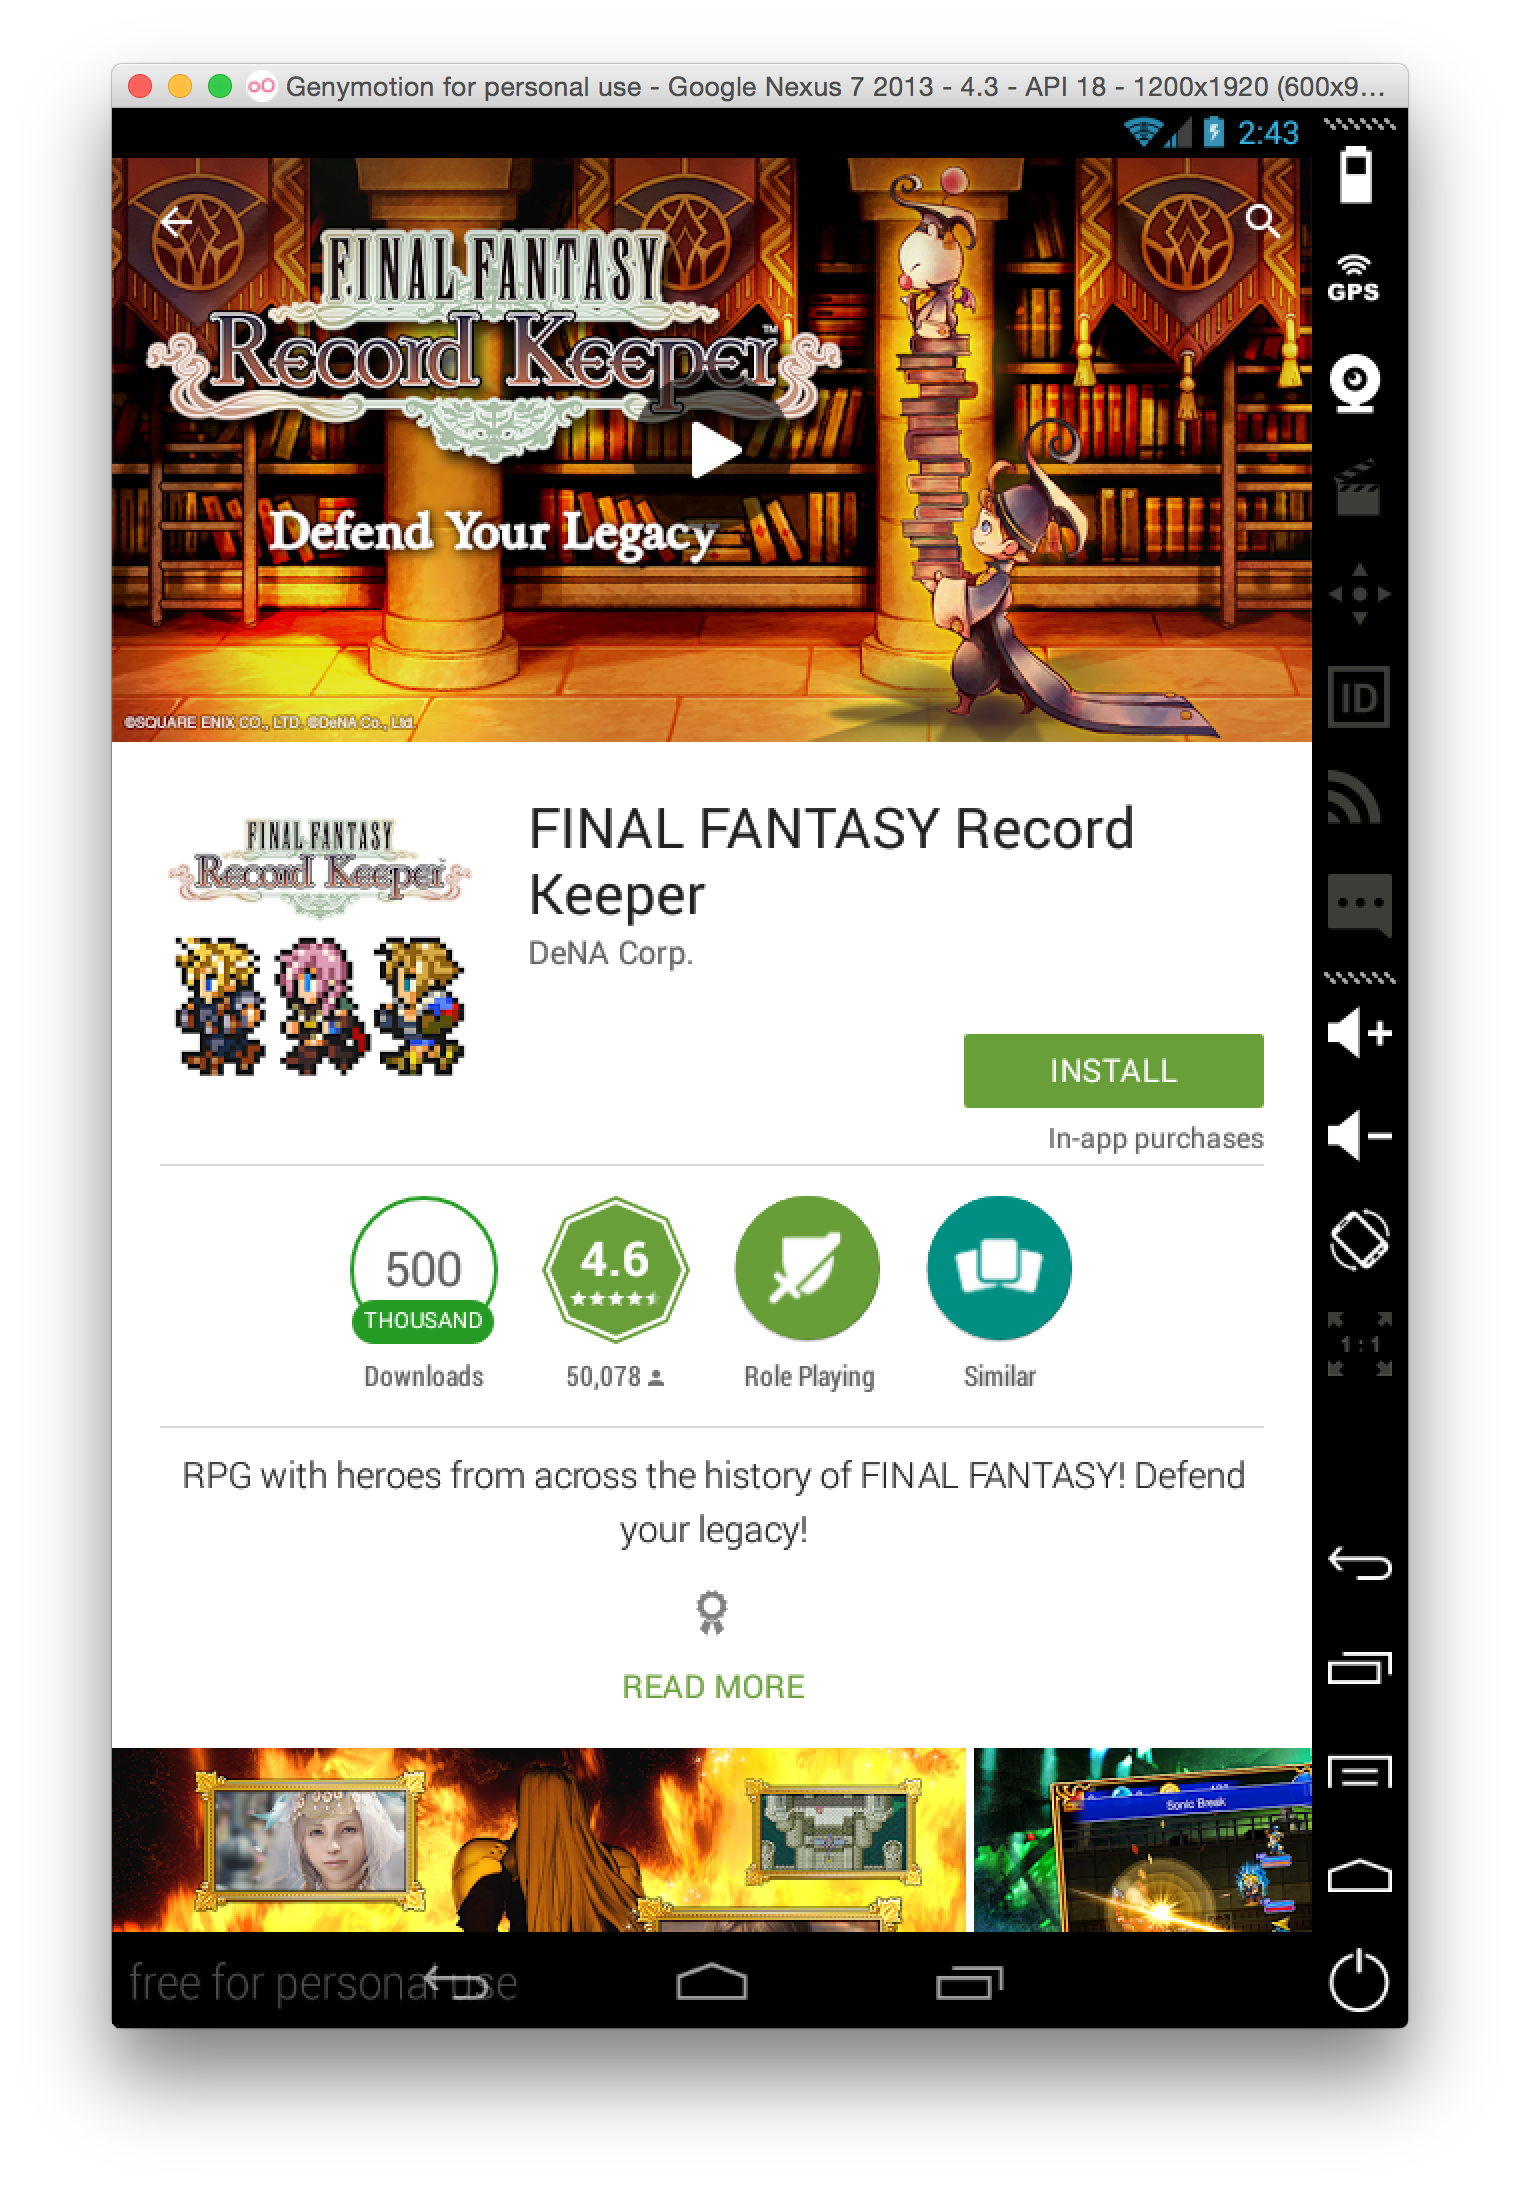 Genymotion for personal use - Google Nexus 7 2013 - 4.3 - API 18 - 1200x1920 (600x9...
2:43
FINAL FANTASY
Record Keeper™
Defend Your Legacy
©SQUARE ENIX CO., LTD. ©DeNA Co., Ltd.
GPS
ID
FINAL FANTASY
Record Keeper
FINAL FANTASY Record
Keeper
DeNA Corp.
INSTALL
In-app purchases
500
THOUSAND
Downloads
4.6
50,078
Role Playing
Similar
1:1
RPG with heroes from across the history of FINAL FANTASY! Defend
your legacy!
READ MORE
Sonic Break
free for personal use